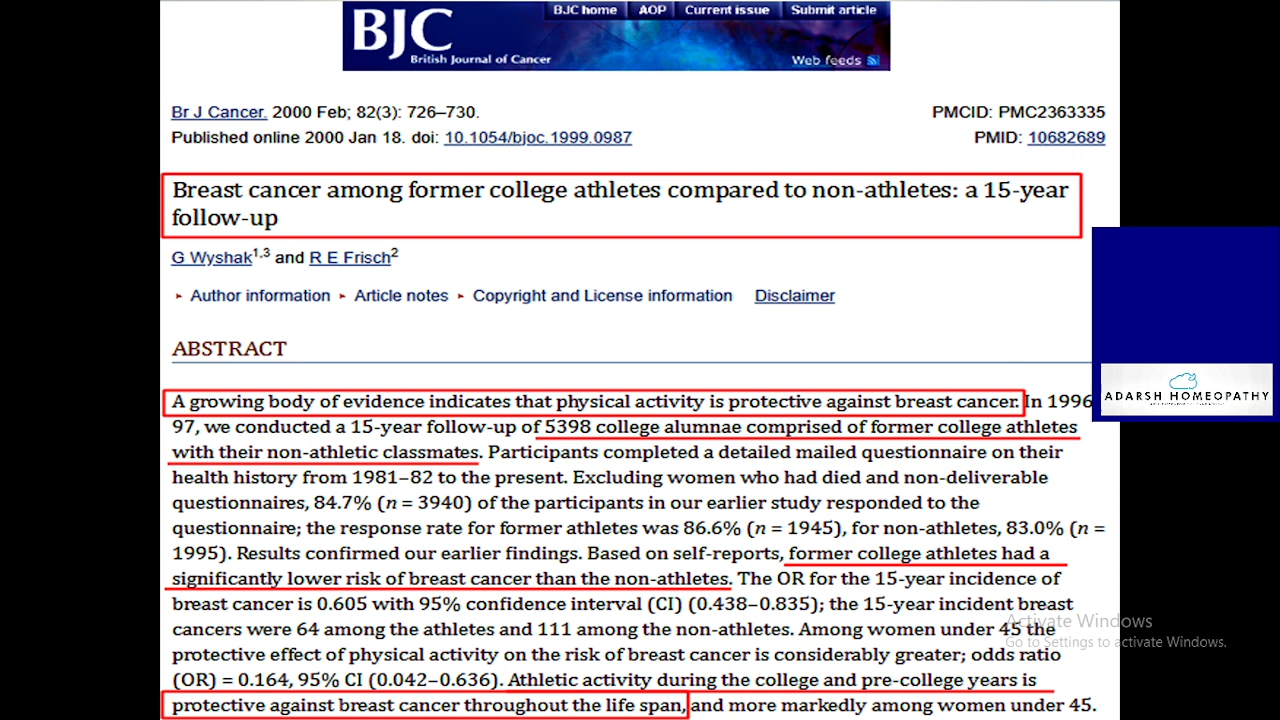 BJC home AOP Current issue Submit article
BJC
British Journal of Cancer
Web feeds
Br J Cancer. 2000 Feb; 82(3): 726–730.
PMCID: PMC2363335
Published online 2000 Jan 18. doi: 10.1054/bjoc.1999.0987
PMID: 10682689
Breast cancer among former college athletes compared to non-athletes: a 15-year
follow-up
G Wyshak1,3 and R E Frisch2
Author information Article notes Copyright and License information Disclaimer
ABSTRACT
A growing body of evidence indicates that physical activity is protective against breast cancer. In 1996
97, we conducted a 15-year follow-up of 5398 college alumnae comprised of former college athletes
with their non-athletic classmates. Participants completed a detailed mailed questionnaire on their
health history from 1981–82 to the present. Excluding women who had died and non-deliverable
questionnaires, 84.7% (n = 3940) of the participants in our earlier study responded to the
questionnaire; the response rate for former athletes was 86.6% (n = 1945), for non-athletes, 83.0% (n =
1995). Results confirmed our earlier findings. Based on self-reports, former college athletes had a
significantly lower risk of breast cancer than the non-athletes. The OR for the 15-year incidence of
breast cancer is 0.605 with 95% confidence interval (CI) (0.438–0.835); the 15-year incident breast
cancers were 64 among the athletes and 111 among the non-athletes. Among women under 45 the
protective effect of physical activity on the risk of breast cancer is considerably greater; odds ratio
(OR) = 0.164, 95% CI (0.042–0.636). Athletic activity during the college and pre-college years is
protective against breast cancer throughout the life span, and more markedly among women under 45.
ADARSH HOMEOPATHY
Activate Windows
Go to Settings to activate Windows.